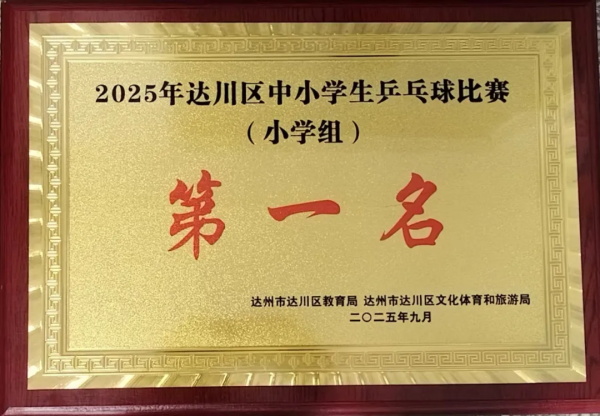 2025年达川区中小学生乒乓球比赛
（小学组）
第一名
达州市达川区教育局 达州市达川区文化体育和旅游局
二〇二五年九月